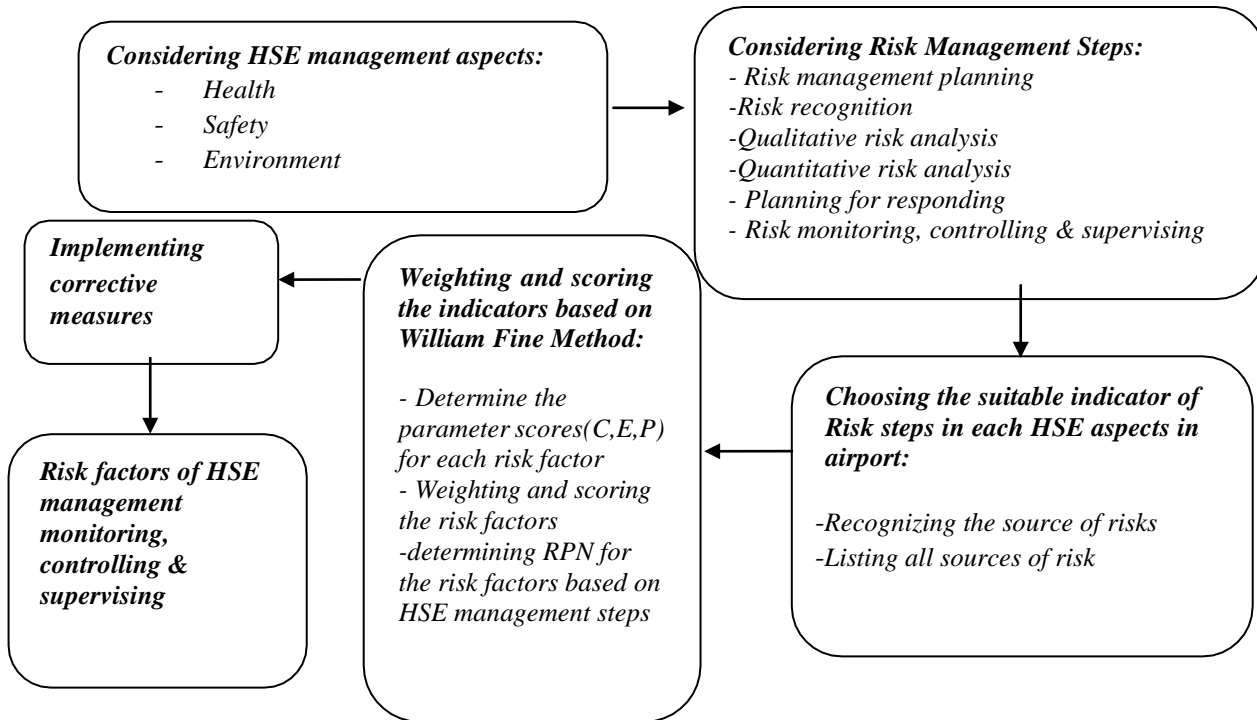 Considering HSE management aspects:
- Health
- Safety
- Environment
Considering Risk Management Steps:
- Risk management planning
-Risk recognition
-Qualitative risk analysis
-Quantitative risk analysis
- Planning for responding
- Risk monitoring, controlling & supervising
Choosing the suitable indicator of
Risk steps in each HSE aspects in
airport:
-Recognizing the source of risks
-Listing all sources of risk
Weighting and scoring
the indicators based on
William Fine Method:
- Determine the
parameter scores(C,E,P)
for each risk factor
- Weighting and scoring
the risk factors
-determining RPN for
the risk factors based on
HSE management steps
Implementing
corrective
measures
Risk factors of HSE
management
monitoring,
controlling &
supervising